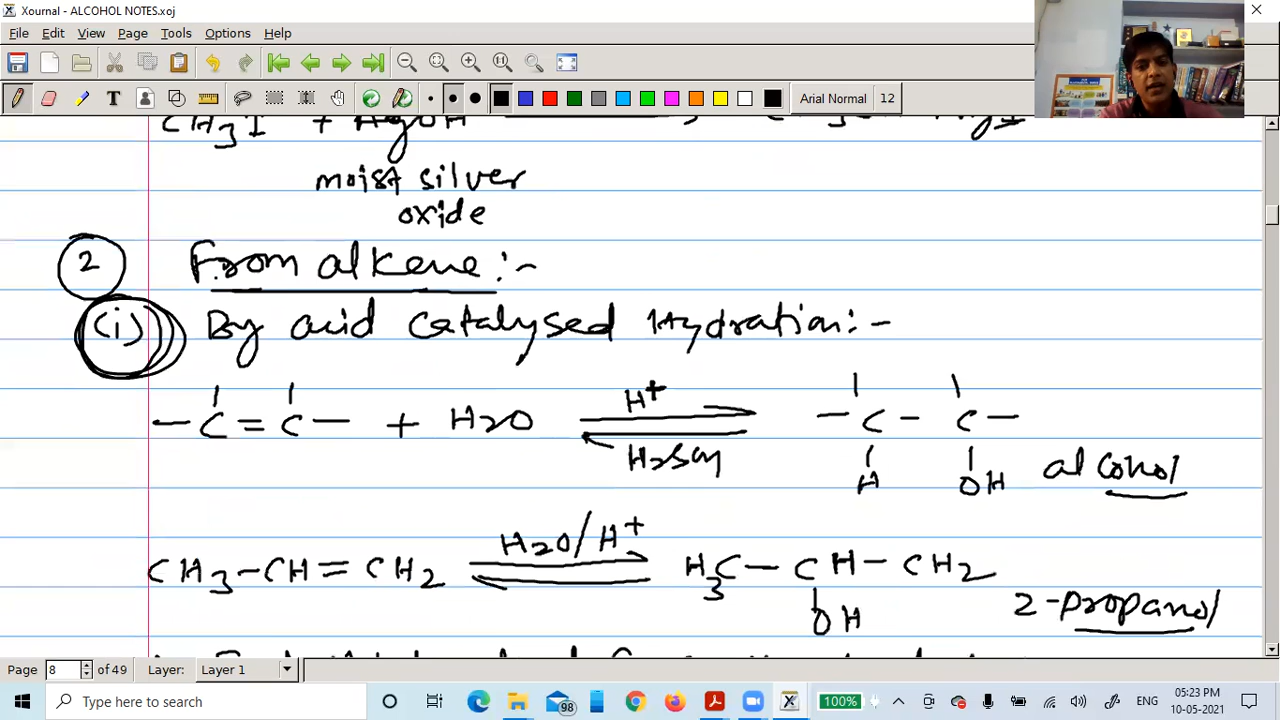 Xournal - ALCOHOL NOTES.xoj
File Edit View Page Tools Options Help
Arial Normal 12
CH3I + AgOH
moist silver
oxide
2 From alkene :-
(i) By acid catalysed Hydration :-
- C = C - + H2O H+ - C - C -
H2SO4
H OH alcohol
CH3-CH=CH2 H2O/H+ H3C-CH-CH2
OH 2-propanol
Page 8 of 49 Layer: Layer 1
Type here to search
98
100%
ENG
05:23 PM
10-05-2021